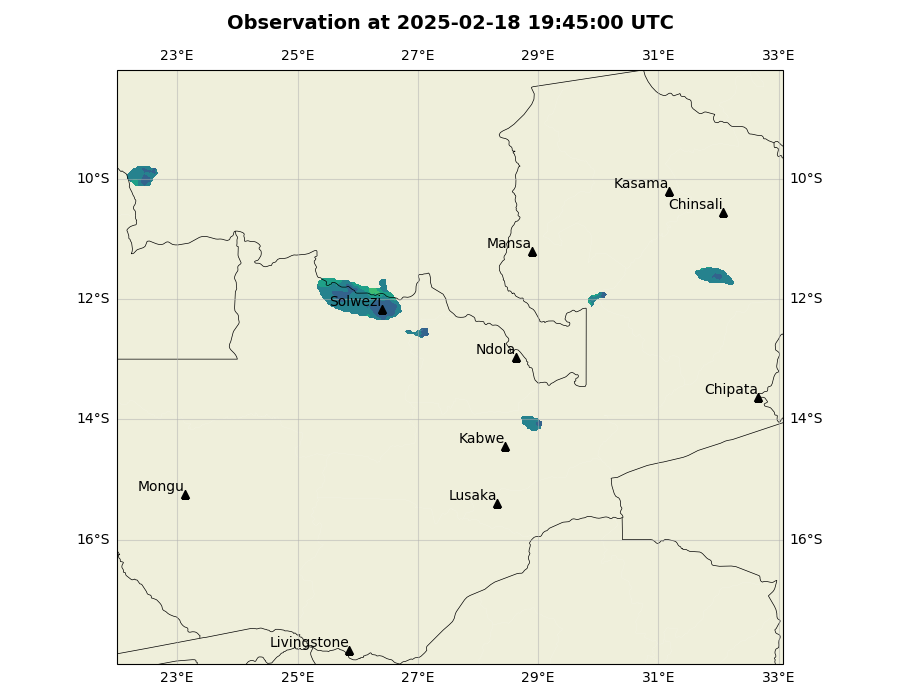 Observation at 2025-02-18 19:45:00 UTC
23°E 25°E 27°E 29°E 31°E 33°E
10°S 10°S
Kasama
Chinsali
Mansa
12°S 12°S
Solwezi
Ndola
Chipata
14°S 14°S
Kabwe
Mongu
Lusaka
16°S 16°S
Livingstone
23°E 25°E 27°E 29°E 31°E 33°E